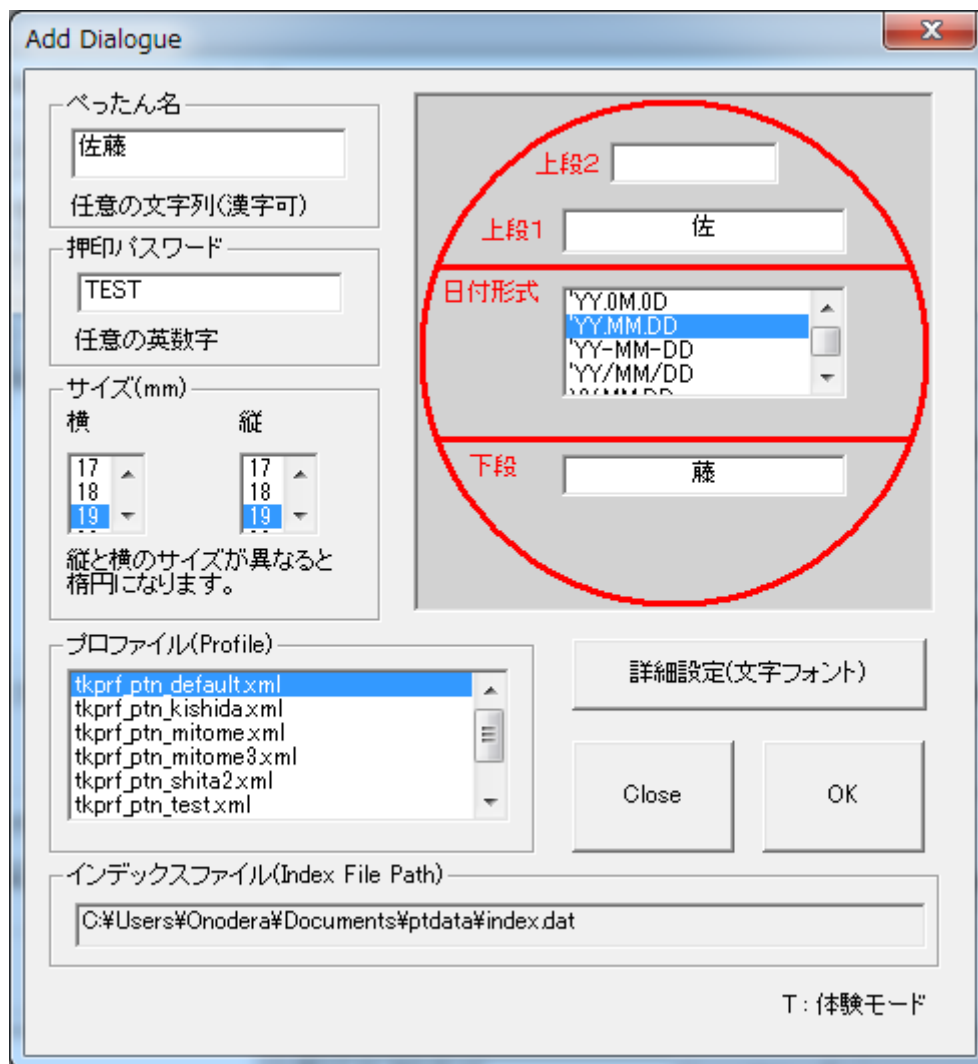 Add Dialogue
ぺったん名
佐藤
任意の文字列(漢字可)
押印パスワード
TEST
任意の英数字
サイズ(mm)
横 縦
17 17
18 18
19 19
縦と横のサイズが異なると
楕円になります。
上段2
上段1 佐
日付形式
'YY.0M.0D
'YY.MM.DD
'YY-MM-DD
'YY/MM/DD
下段 藤
プロファイル(Profile)
tkprf_ptn_default.xml
tkprf_ptn_kishida.xml
tkprf_ptn_mitome.xml
tkprf_ptn_mitome3.xml
tkprf_ptn_shita2.xml
tkprf_ptn_test.xml
詳細設定(文字フォント)
Close OK
インデックスファイル(Index File Path)
C:¥Users¥Onodera¥Documents¥ptdata¥index.dat
T:体験モード